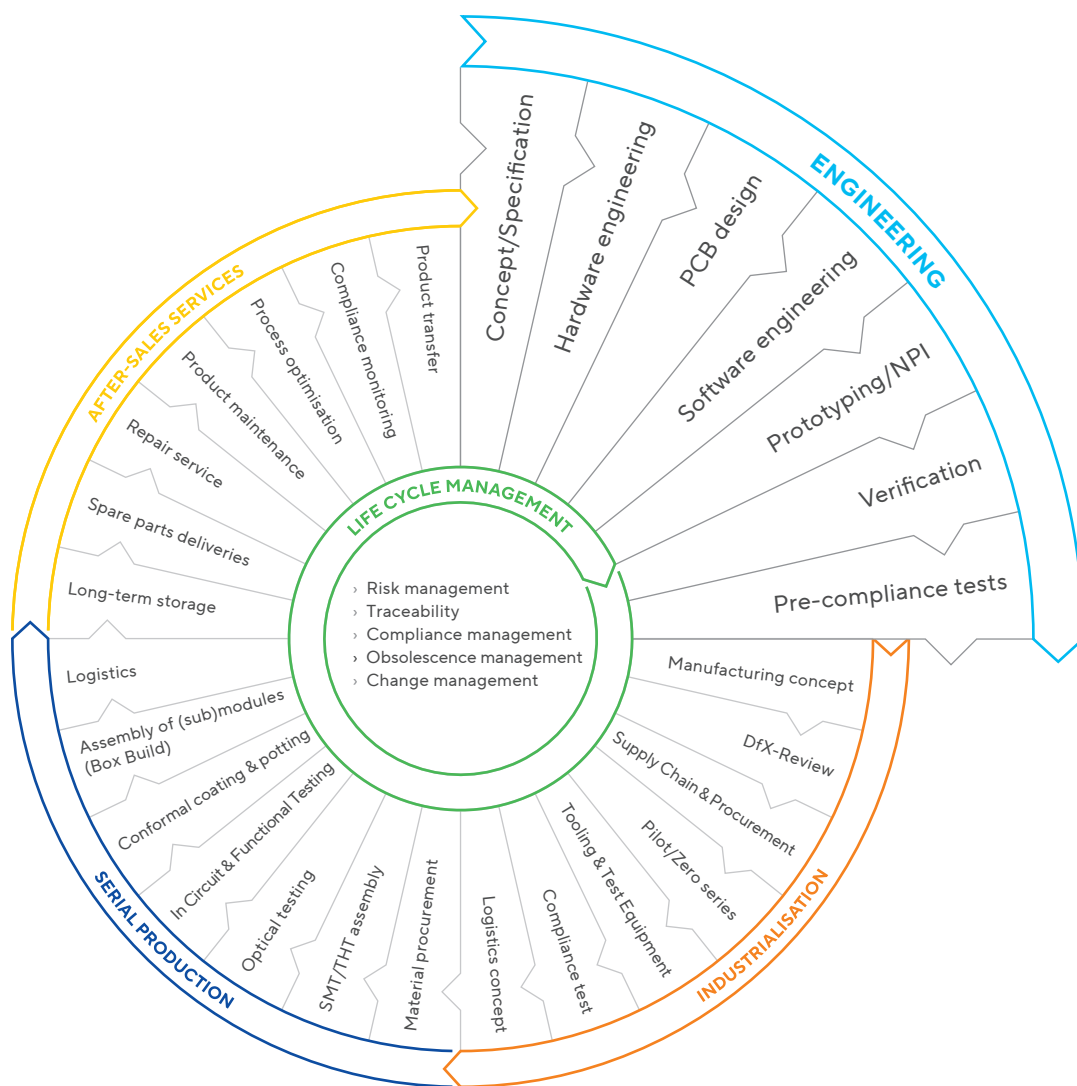 ENGINEERING
Concept/Specification
Hardware engineering
PCB design
Software engineering
Prototyping/NPI
Verification
Pre-compliance tests
INDUSTRIALISATION
Manufacturing concept
DfX-Review
Supply Chain & Procurement
Pilot/Zero series
Tooling & Test Equipment
Compliance test
Logistics concept
SERIAL PRODUCTION
Material procurement
SMT/THT assembly
Optical testing
In Circuit & Functional Testing
Conformal coating & potting
Assembly of (sub)modules
(Box Build)
Logistics
AFTER-SALES SERVICES
Long-term storage
Spare parts deliveries
Repair service
Product maintenance
Process optimisation
Compliance monitoring
Product transfer
LIFE CYCLE MANAGEMENT
› Risk management
› Traceability
› Compliance management
› Obsolescence management
› Change management